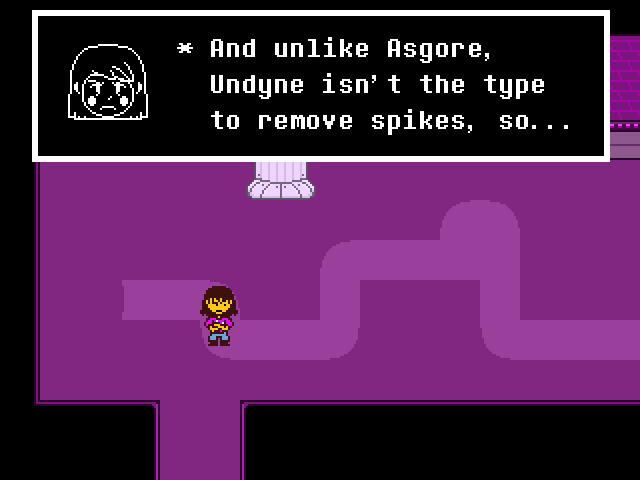 * And unlike Asgore,
Undyne isn't the type
to remove spikes, so...